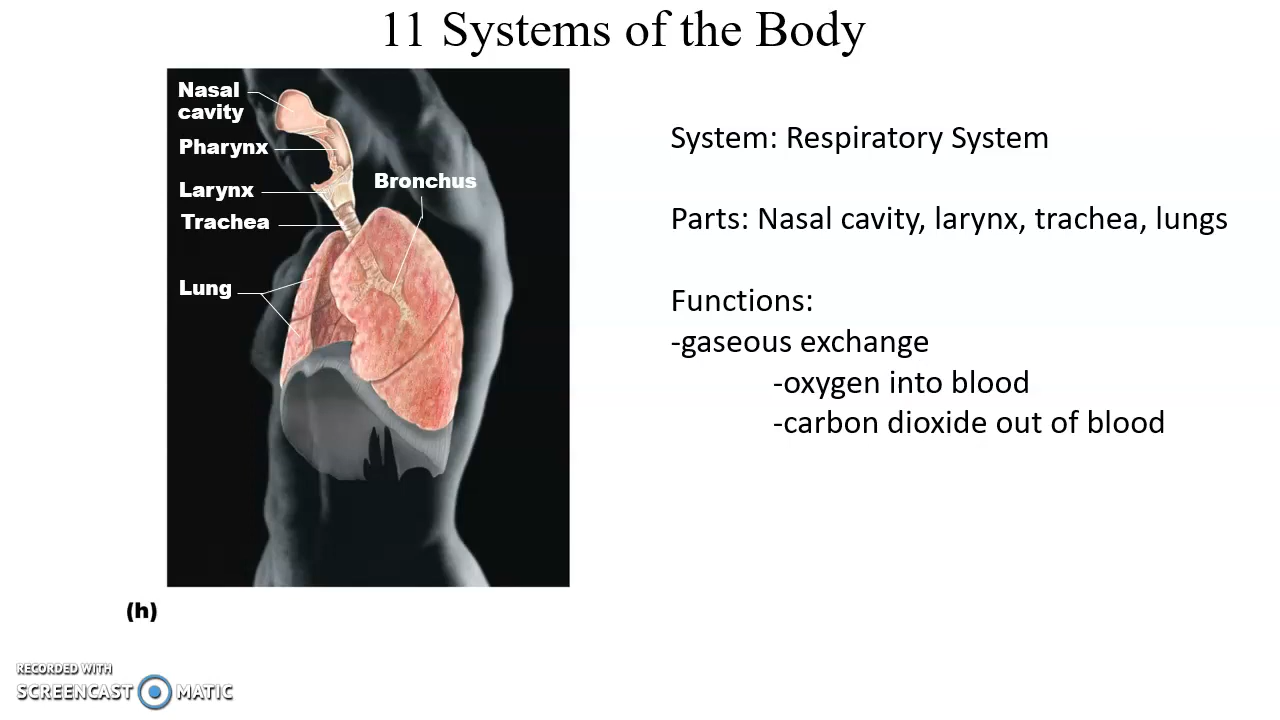 11 Systems of the Body
Nasal
cavity
Pharynx
Larynx
Trachea
Bronchus
Lung
(h)
System: Respiratory System
Parts: Nasal cavity, larynx, trachea, lungs
Functions:
-gaseous exchange
-oxygen into blood
-carbon dioxide out of blood
RECORDED WITH
SCREENCAST MATIC